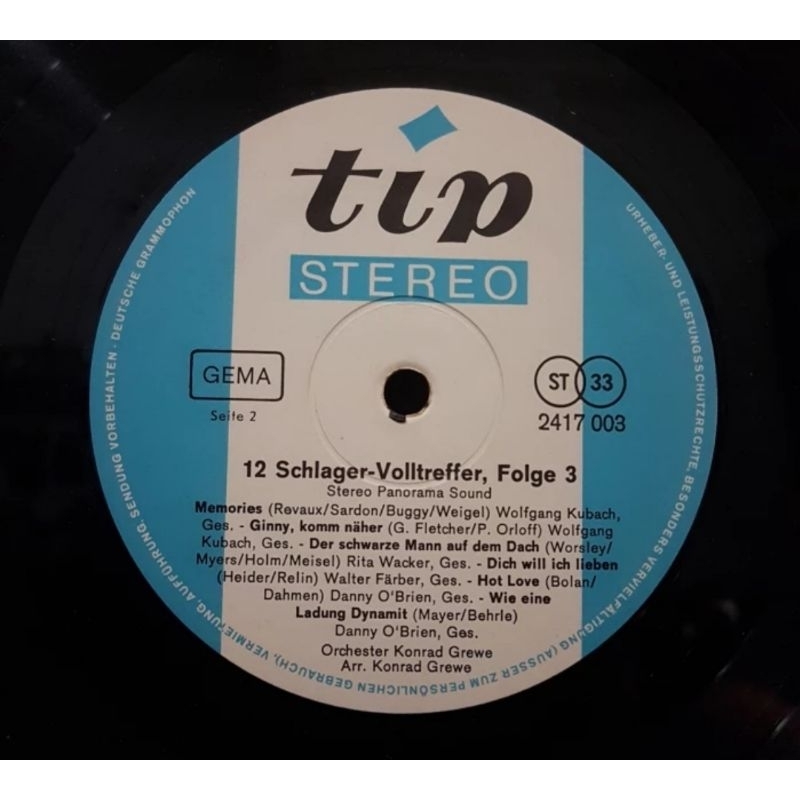 tip
STEREO
GEMA
Seite 2
ST 33
2417 003
12 Schlager-Volltreffer, Folge 3
Stereo Panorama Sound
Memories (Revaux/Sardon/Buggy/Weigel) Wolfgang Kubach,
Ges. - Ginny, komm näher (G. Fletcher/P. Orloff) Wolfgang
Kubach, Ges. - Der schwarze Mann auf dem Dach (Worsley/
Myers/Holm/Meisel) Rita Wacker, Ges. - Dich will ich lieben
(Heider/Relin) Walter Färber, Ges. - Hot Love (Bolan/
Dahmen) Danny O'Brien, Ges. - Wie eine
Ladung Dynamit (Mayer/Behrle)
Danny O'Brien, Ges.
Orchester Konrad Grewe
Arr. Konrad Grewe
URHEBER- UND LEISTUNGSSCHUTZRECHTE, BESONDERS VERVIELFÄLTIGUNG (AUSSER ZUM PERSÖNLICHEN GEBRAUCH), VERMIETUNG, AUFFÜHRUNG, SENDUNG VORBEHALTEN · DEUTSCHE GRAMMOPHON